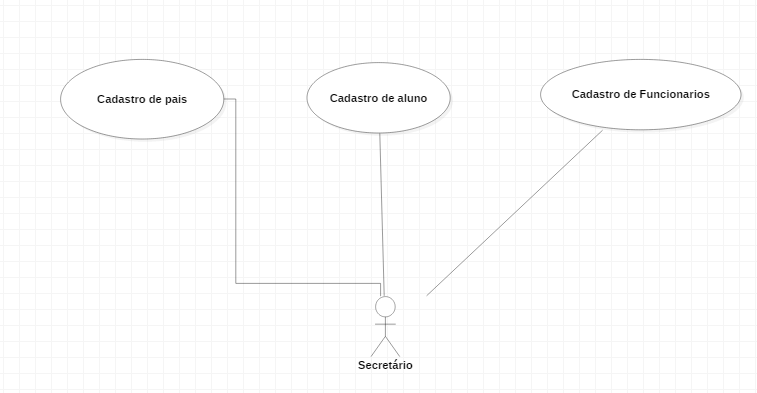 Cadastro de pais
Cadastro de aluno
Cadastro de Funcionarios
Secretário